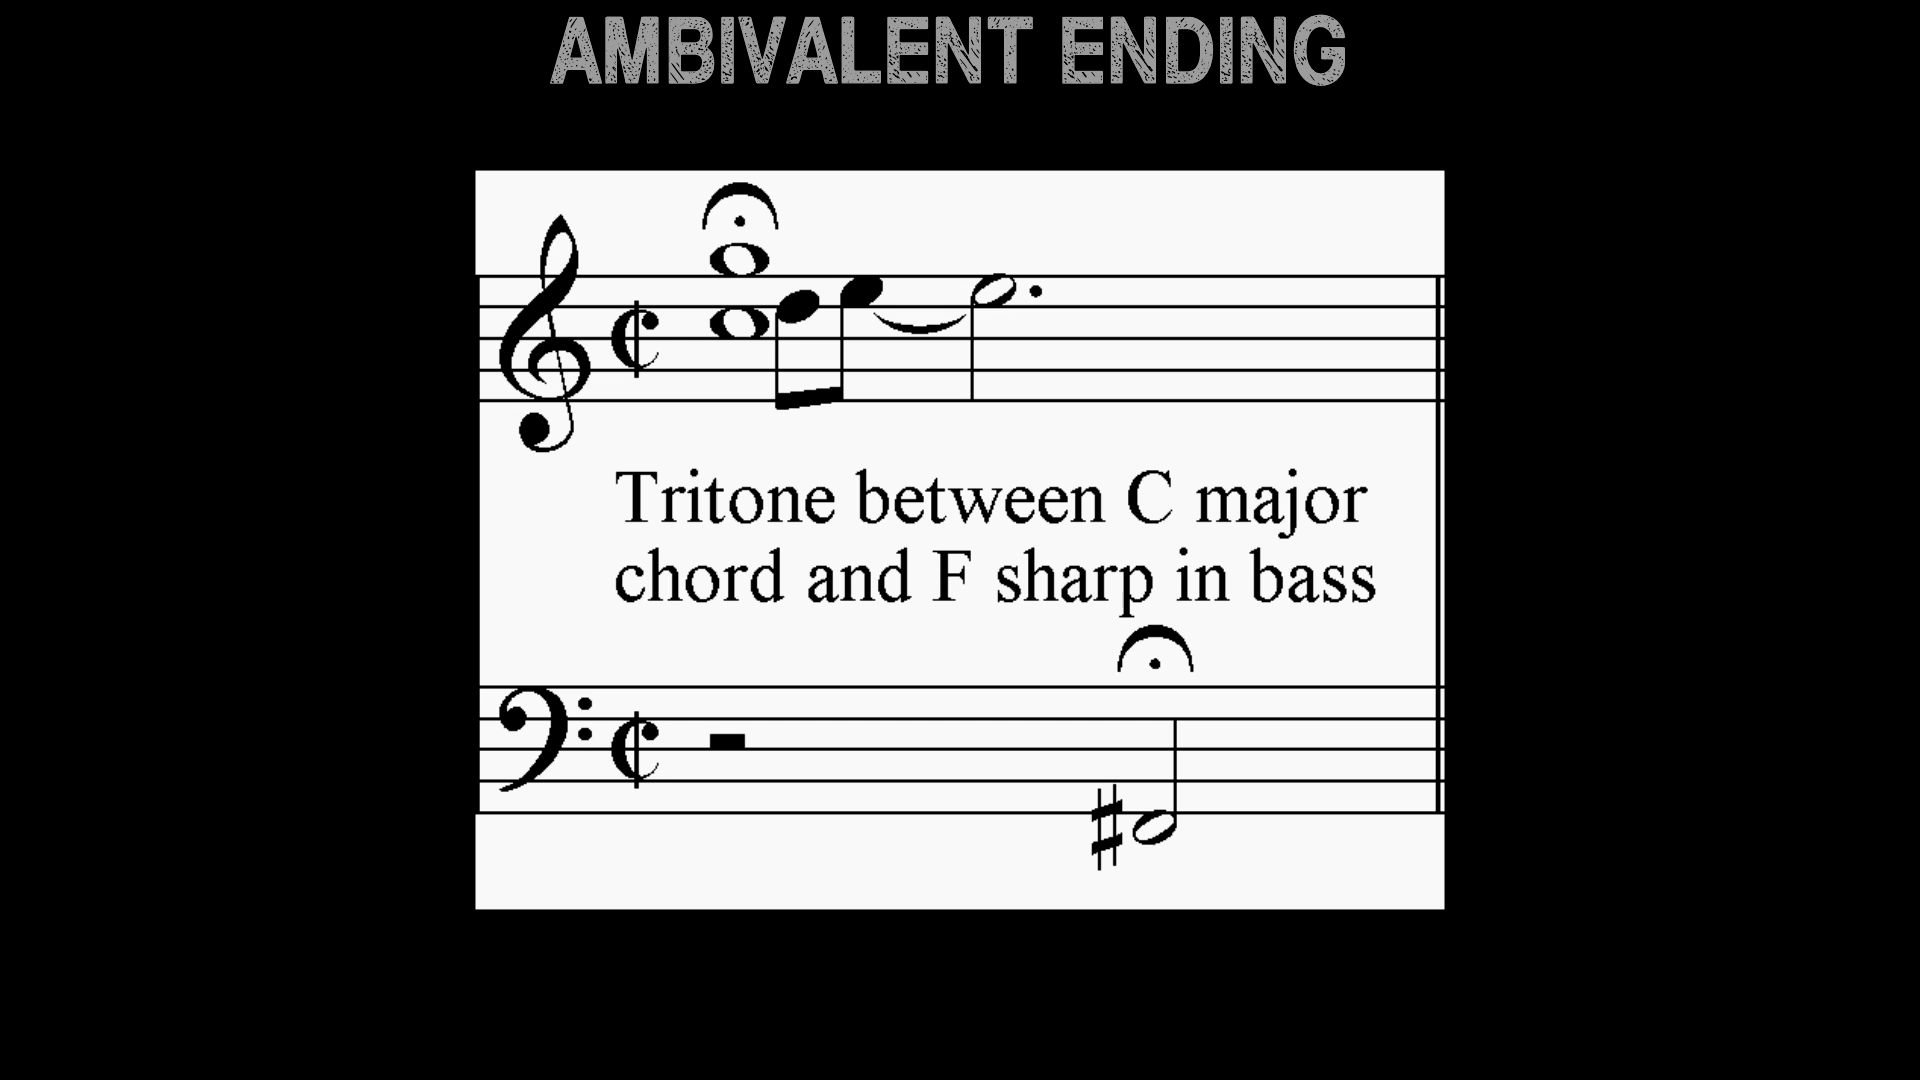 AMBIVALENT ENDING
Tritone between C major
chord and F sharp in bass